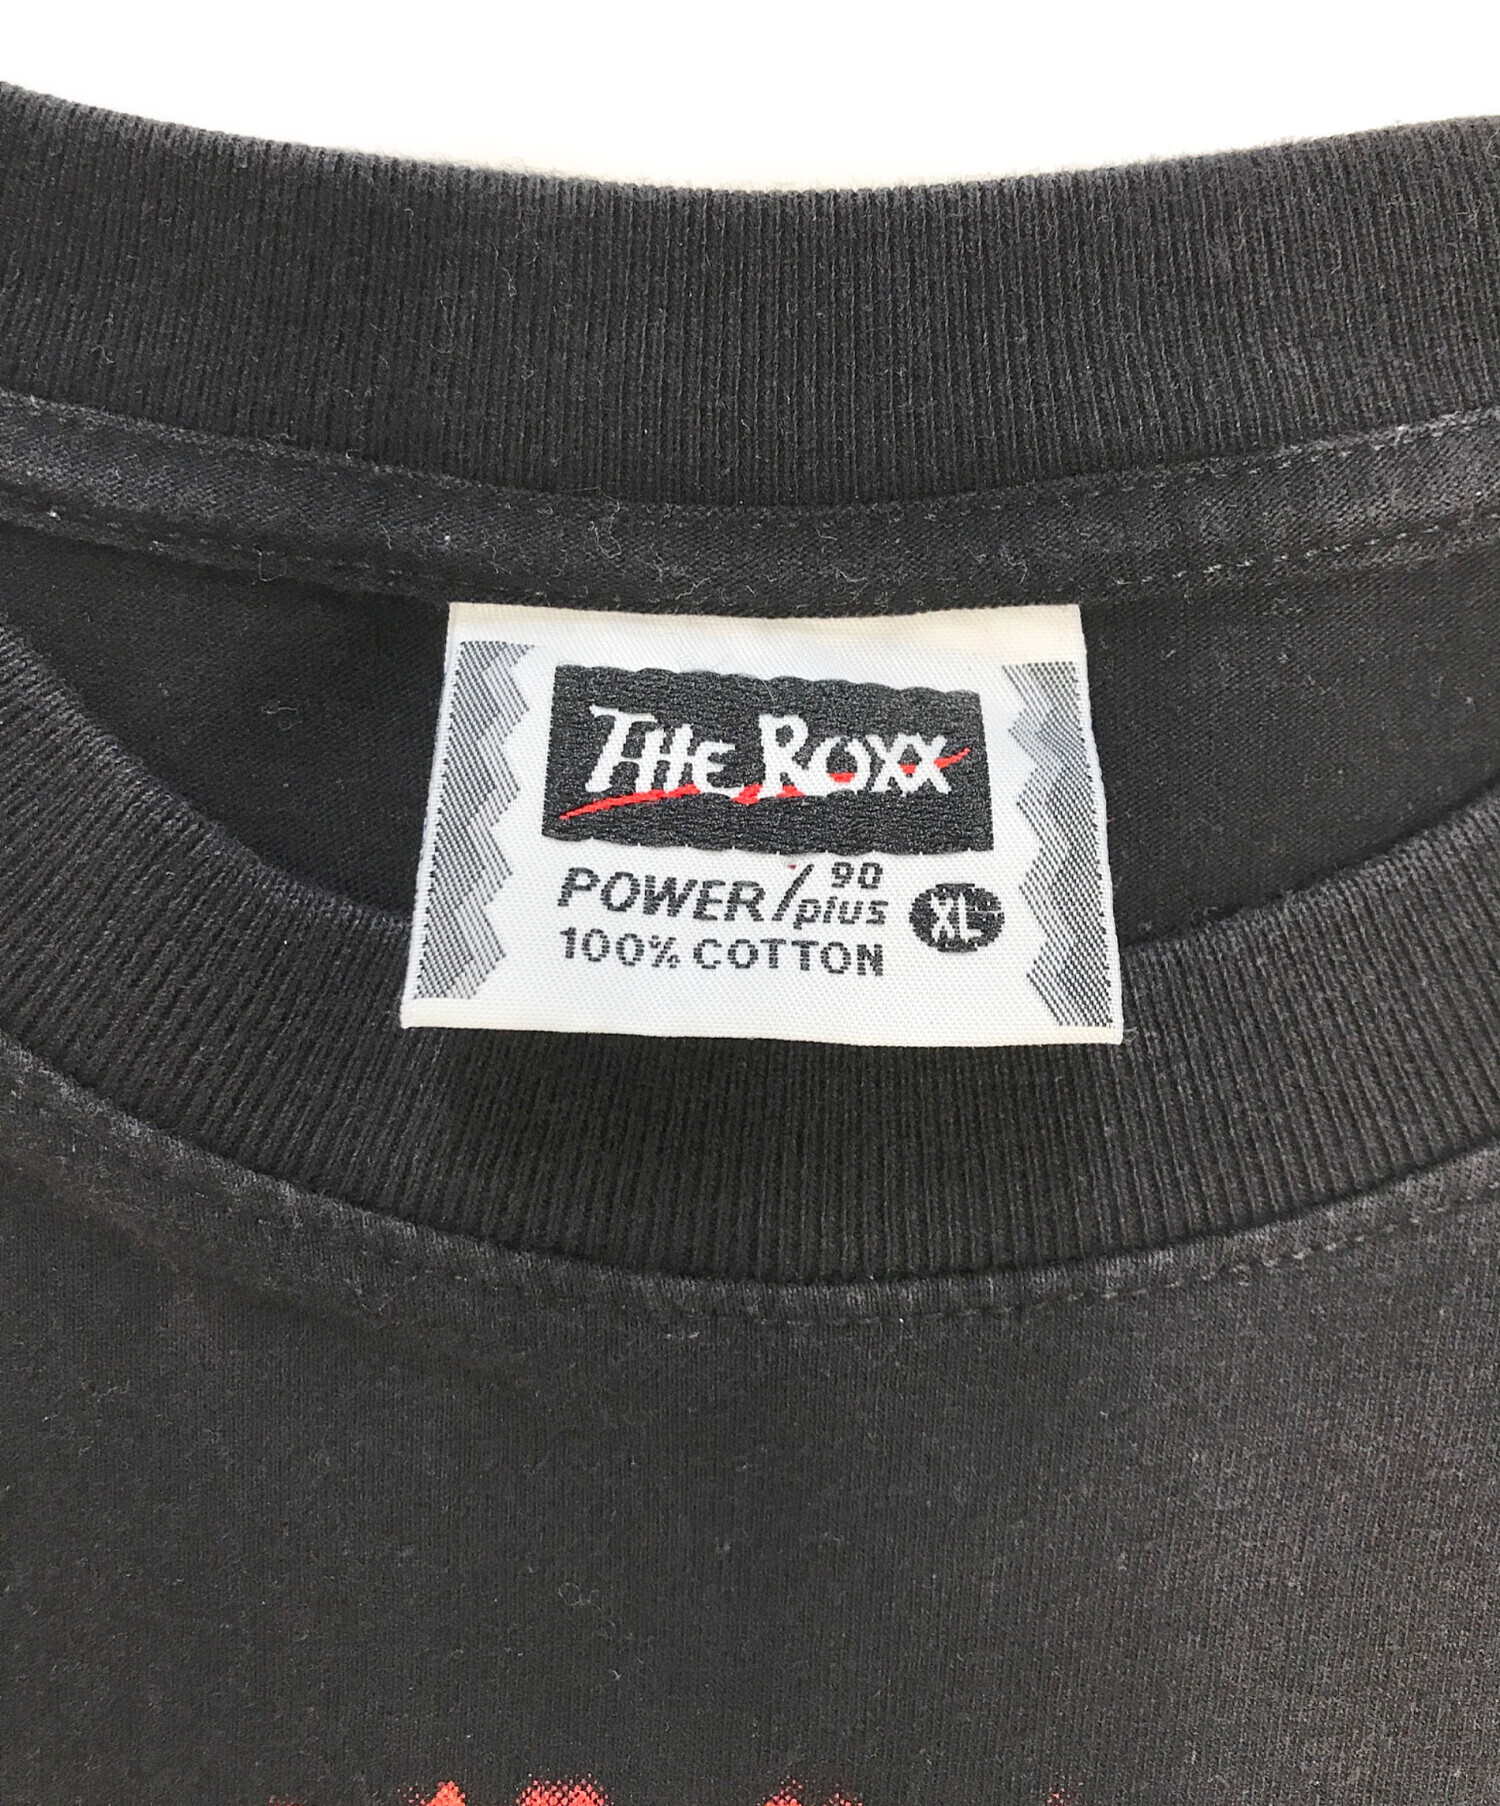 THE ROXX
POWER/90 plus
XL
100% COTTON